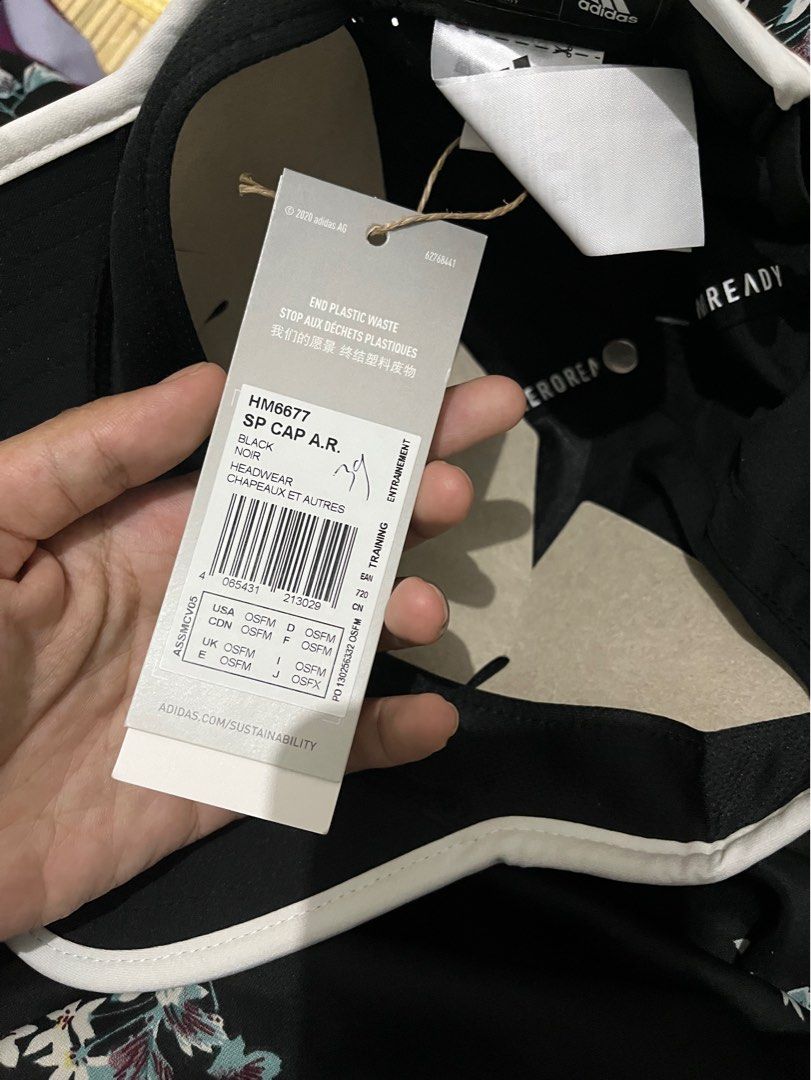 adidas
© 2020 adidas AG
62768441
END PLASTIC WASTE
STOP AUX DÉCHETS PLASTIQUES
我们的愿景 终结塑料废物
HM6677
SP CAP A.R.
BLACK
NOIR
HEADWEAR
CHAPEAUX ET AUTRES
TRAINING
ENTRAINEMENT
4 065431 213029
EAN
720
CN
ASSMCV05
USA OSFM D OSFM
CDN OSFM F OSFM
UK OSFM I OSFM
E OSFM J OSFX
PO 130256332 OSFM
ADIDAS.COM/SUSTAINABILITY